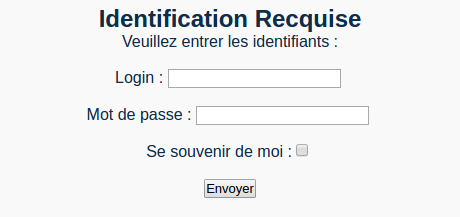 Identification Recquise
Veuillez entrer les identifiants :
Login :
Mot de passe :
Se souvenir de moi :
Envoyer